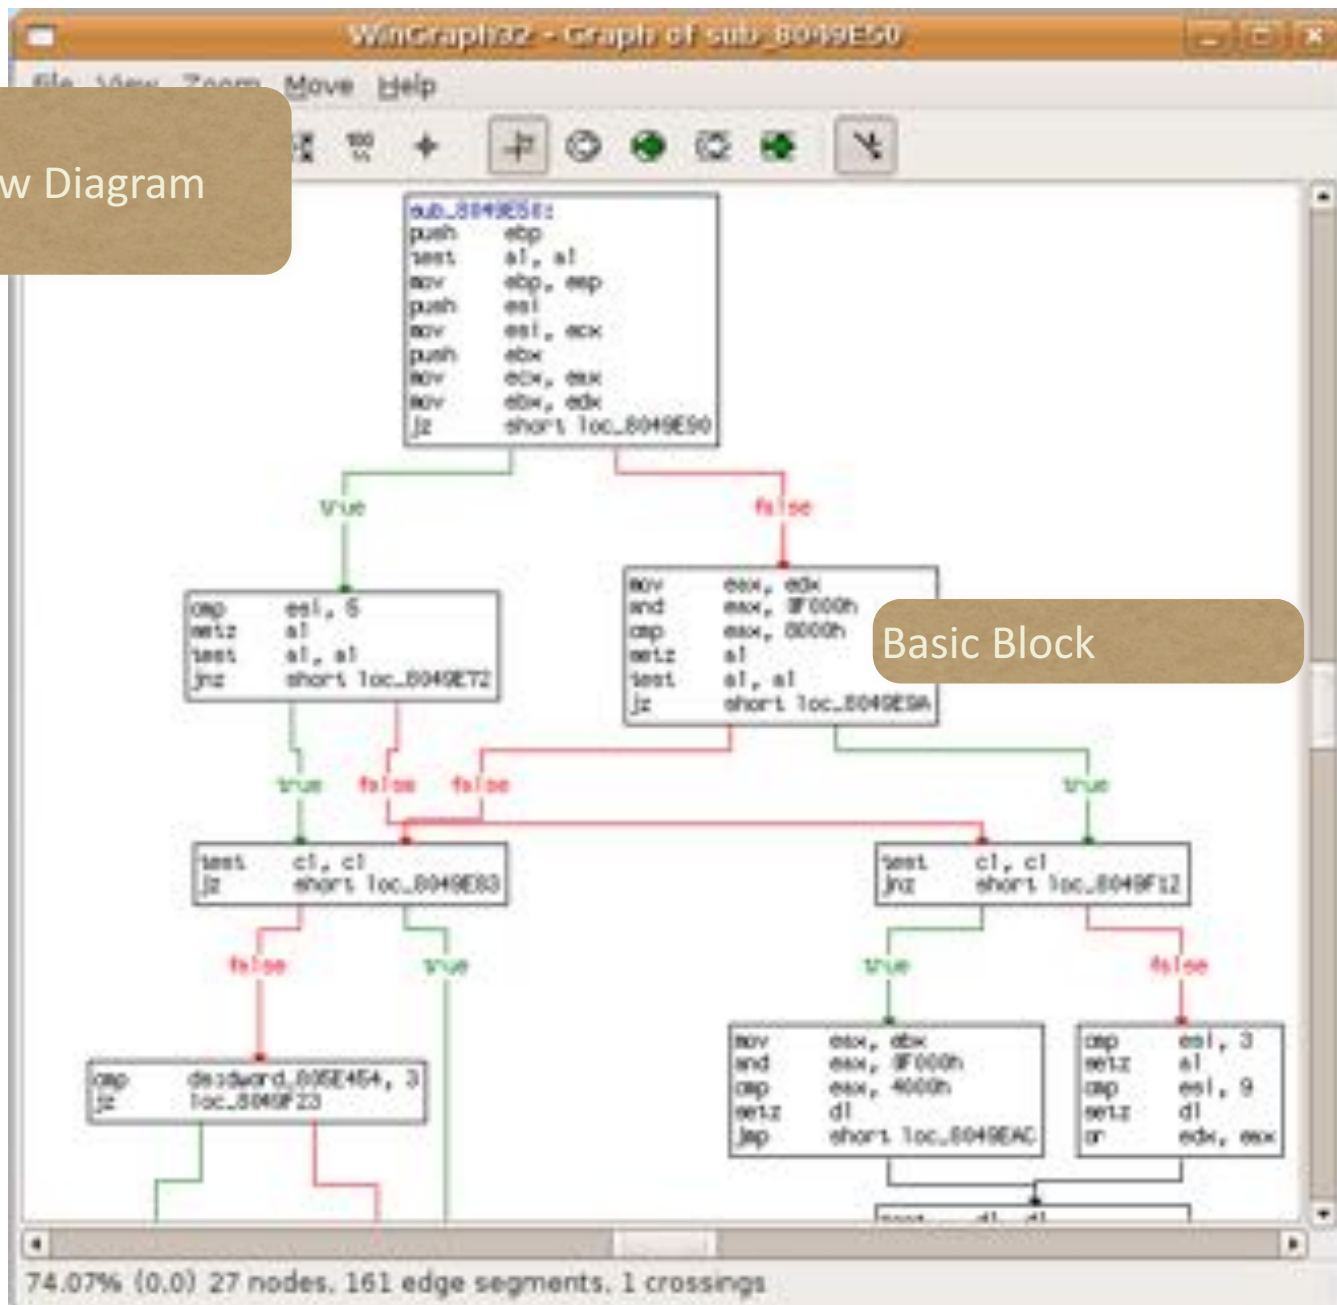 WinGraph32 - Graph of sub_8049E50
File View Zoom Move Help
w Diagram
100
sub_8049E50:
push ebp
test al, al
mov ebp, esp
push esi
mov esi, ecx
push ebx
mov ecx, eax
mov ebx, edx
jz short loc_8049E90
true
false
cmp esi, 6
setz al
test al, al
jnz short loc_8049E72
mov eax, edx
and eax, 0F000h
cmp eax, 8000h
setz al
test al, al
jz short loc_8049E9A
Basic Block
true
false
false
true
test cl, cl
jz short loc_8049E83
test cl, cl
jnz short loc_8049F12
false
true
true
false
cmp ds:dword_805E454, 3
jz loc_8049F23
mov eax, ebx
and eax, 0F000h
cmp eax, 4000h
setz dl
jmp short loc_8049EAC
cmp esi, 3
setz al
cmp esi, 9
setz dl
or edx, eax
test dl, dl
74.07% (0,0) 27 nodes, 161 edge segments, 1 crossings